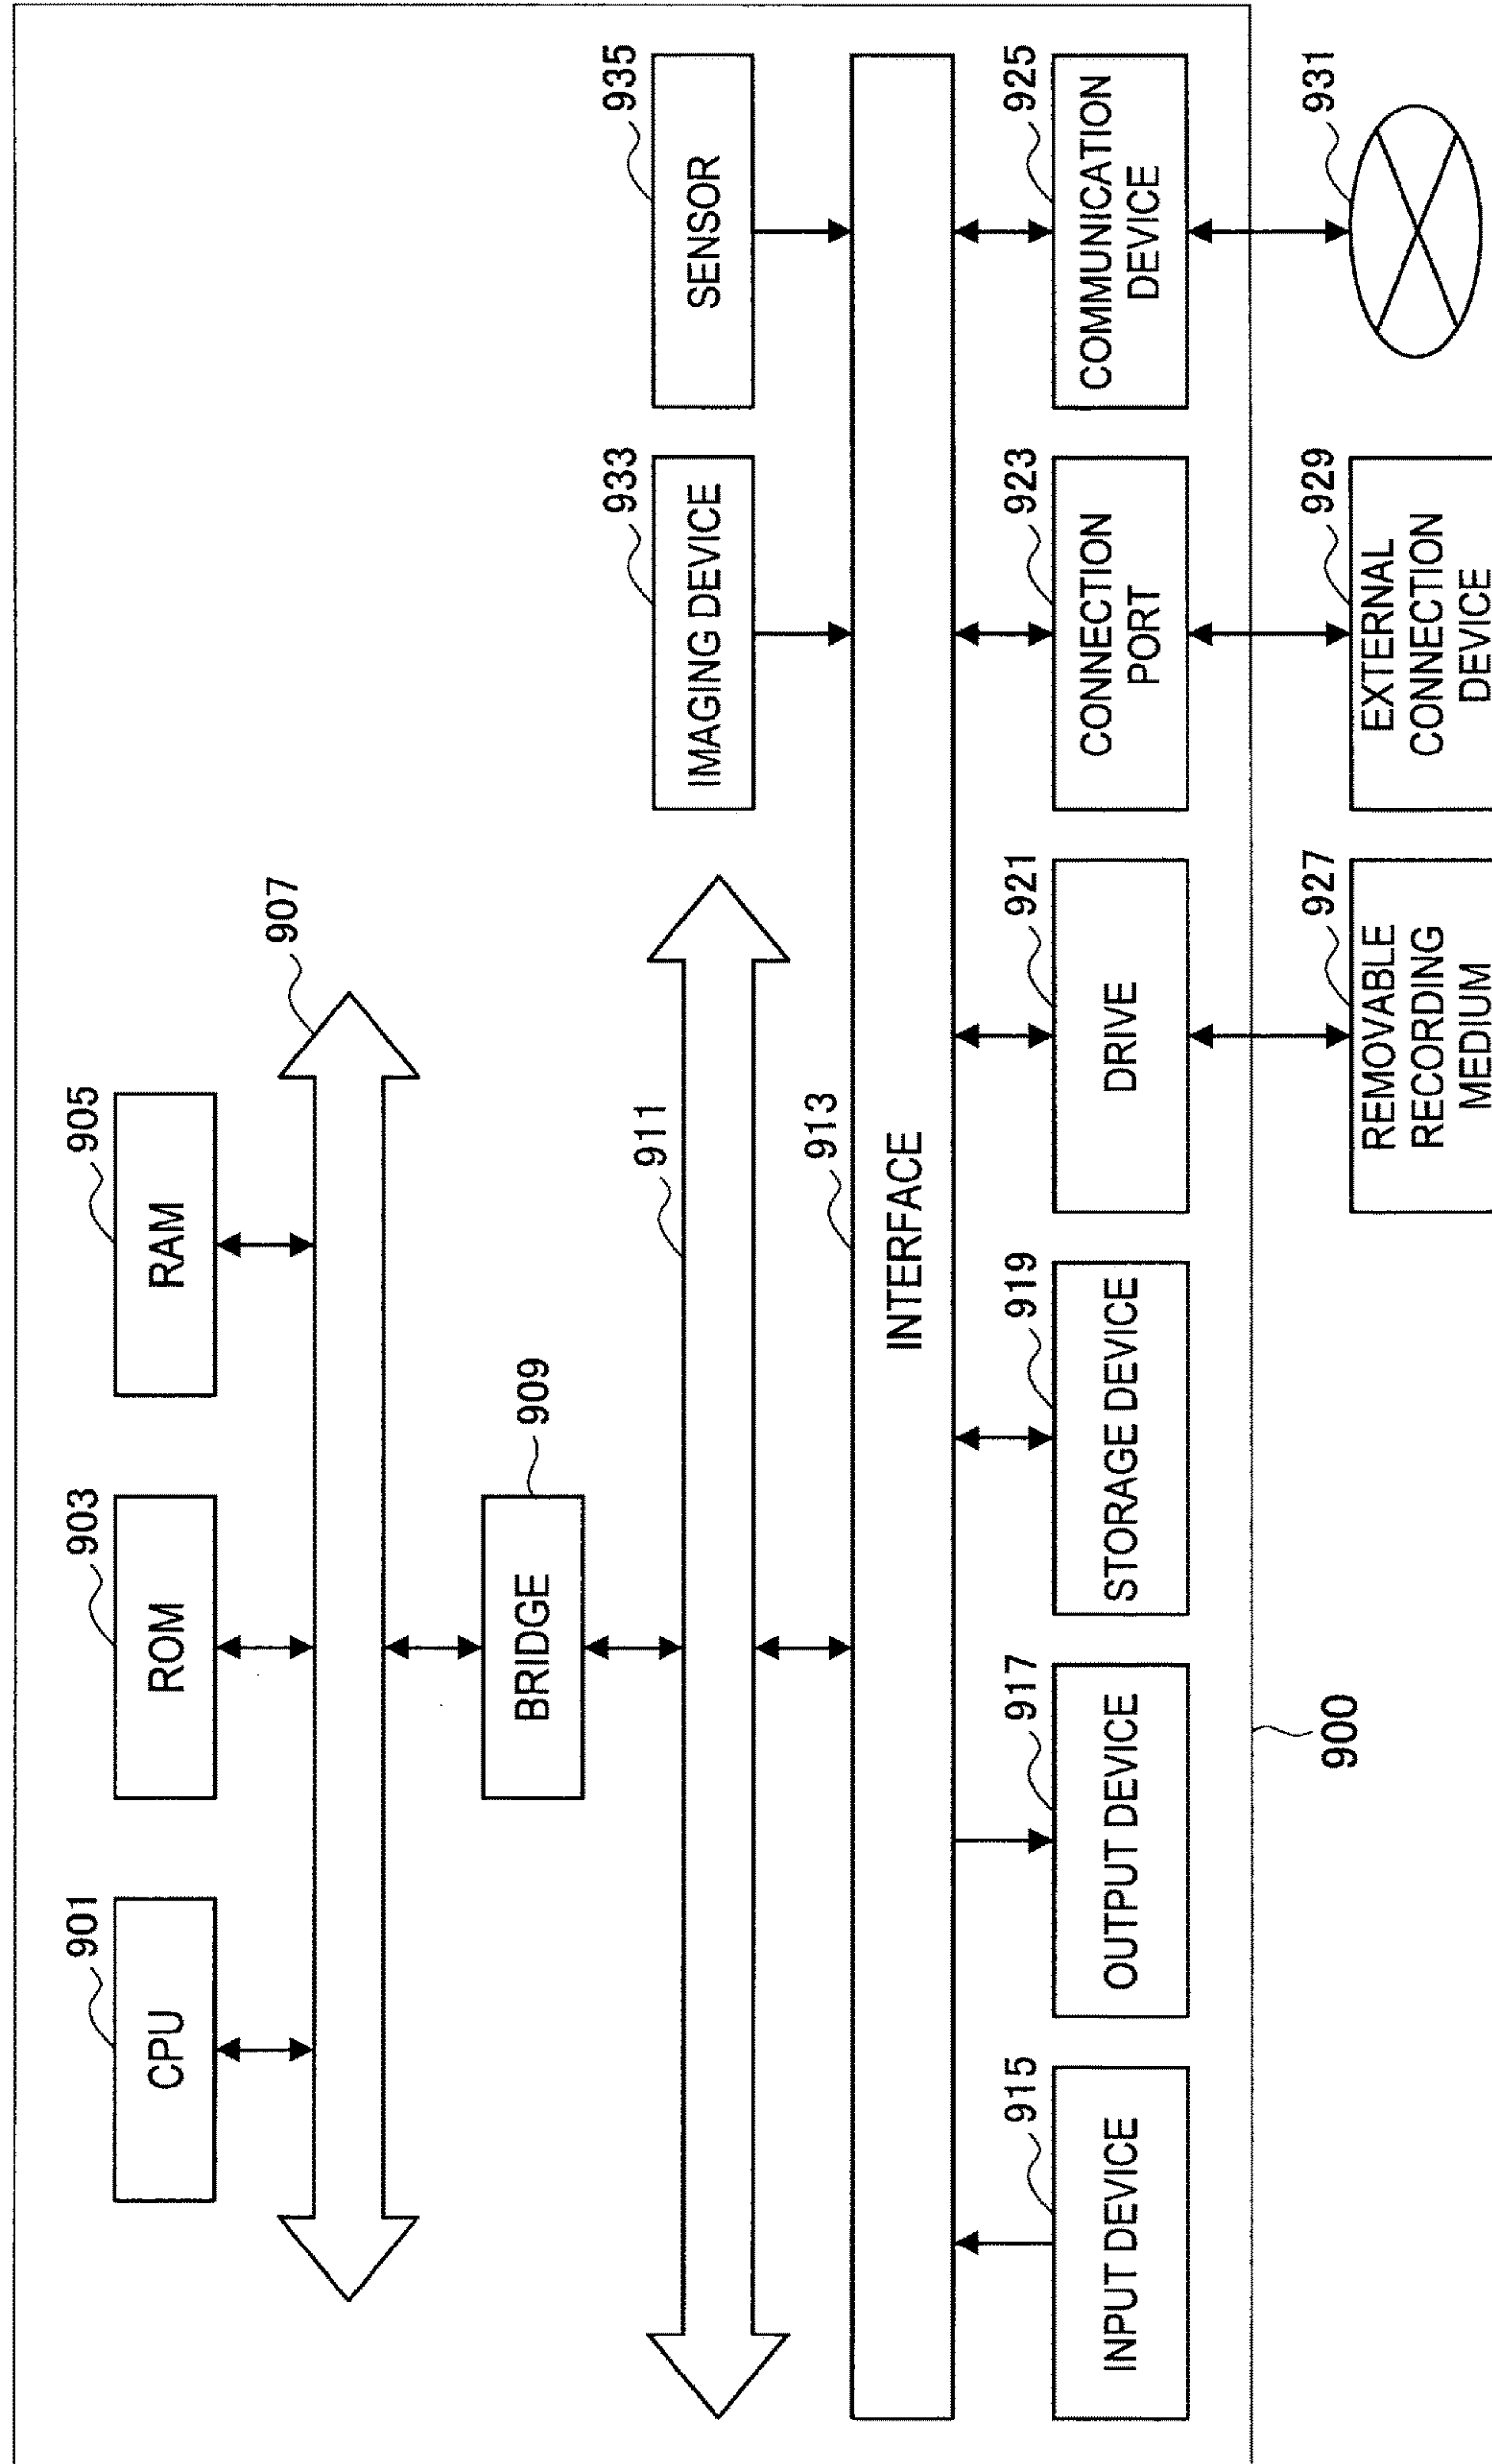 901
CPU
903
ROM
905
RAM
907
909
BRIDGE
911
933
IMAGING DEVICE
935
SENSOR
913
INTERFACE
915
INPUT DEVICE
917
OUTPUT DEVICE
919
STORAGE DEVICE
921
DRIVE
923
CONNECTION
PORT
925
COMMUNICATION
DEVICE
900
927
REMOVABLE
RECORDING
MEDIUM
929
EXTERNAL
CONNECTION
DEVICE
931